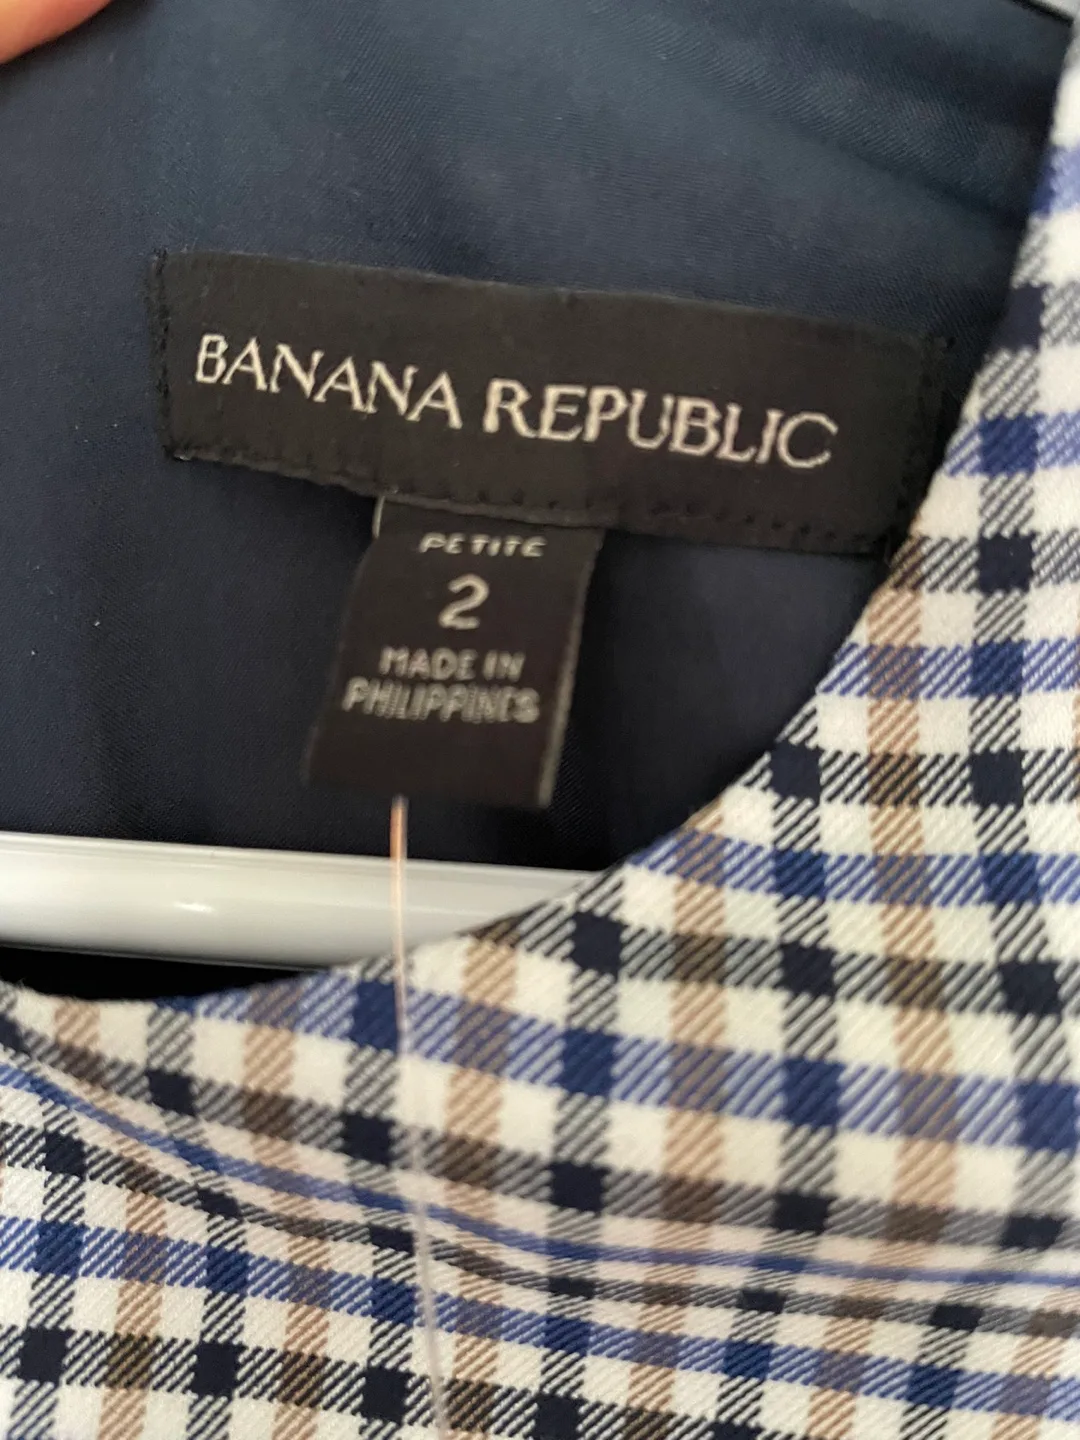 BANANA REPUBLIC
PETITE
2
MADE IN
PHILIPPINES